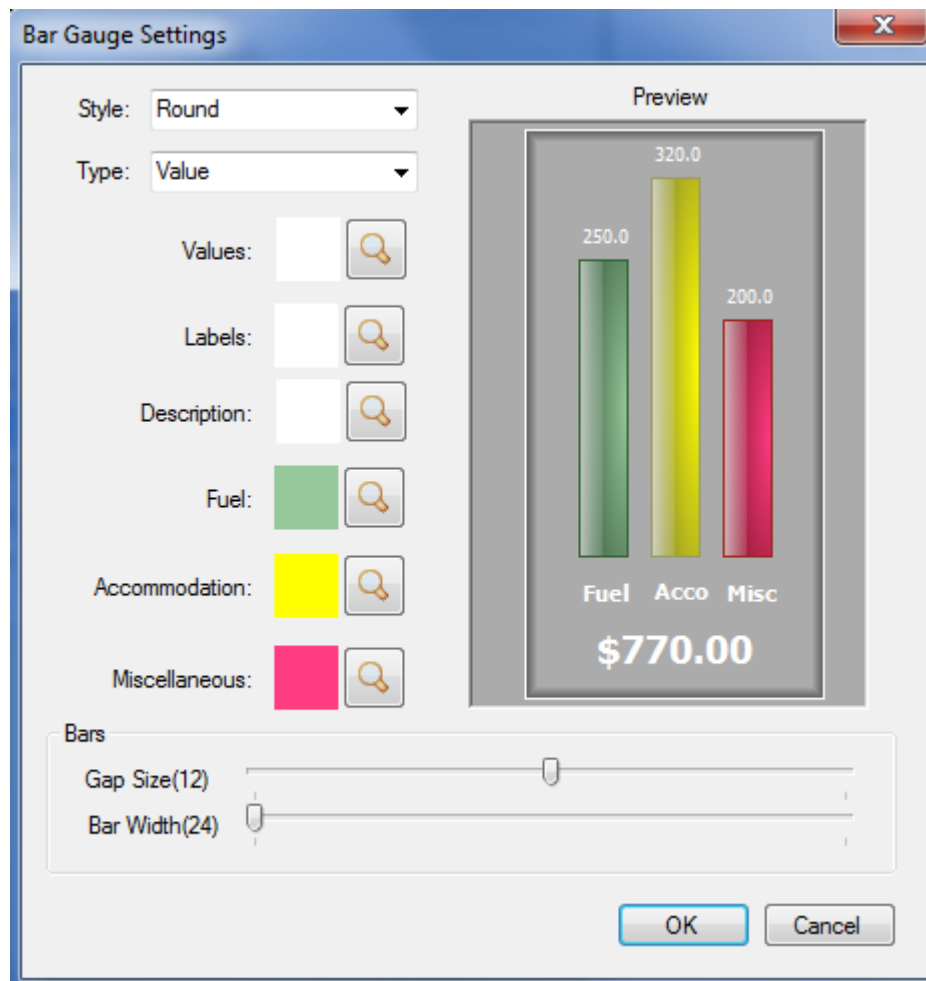 Bar Gauge Settings
Style: Round
Type: Value
Values:
Labels:
Description:
Fuel:
Accommodation:
Miscellaneous:
Preview
320.0
250.0
200.0
Fuel Acco Misc
$770.00
Bars
Gap Size(12)
Bar Width(24)
OK Cancel